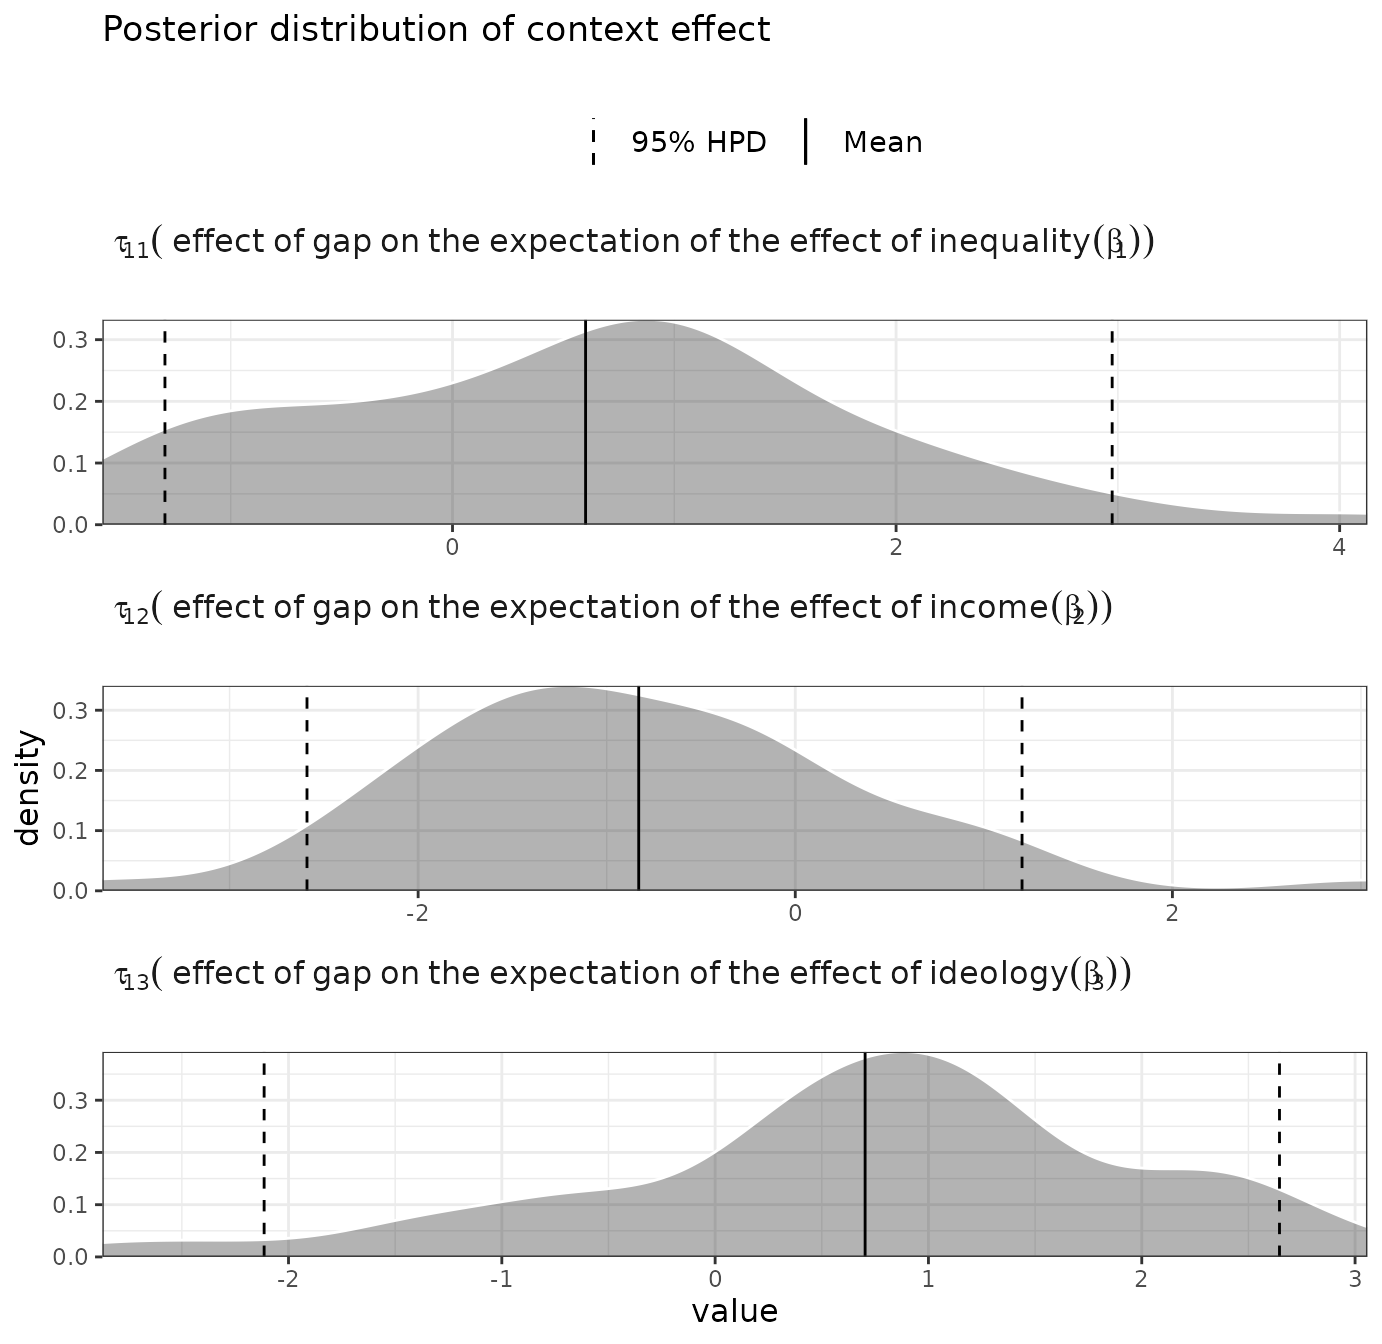 Posterior distribution of context effect
95% HPD Mean
τ11( effect of gap on the expectation of the effect of inequality(β1))
0.3
0.2
0.1
0.0
0 2 4
τ12( effect of gap on the expectation of the effect of income(β2))
0.3
0.2
0.1
0.0
-2 0 2
density
τ13( effect of gap on the expectation of the effect of ideology(β3))
0.3
0.2
0.1
0.0
-2 -1 0 1 2 3
value